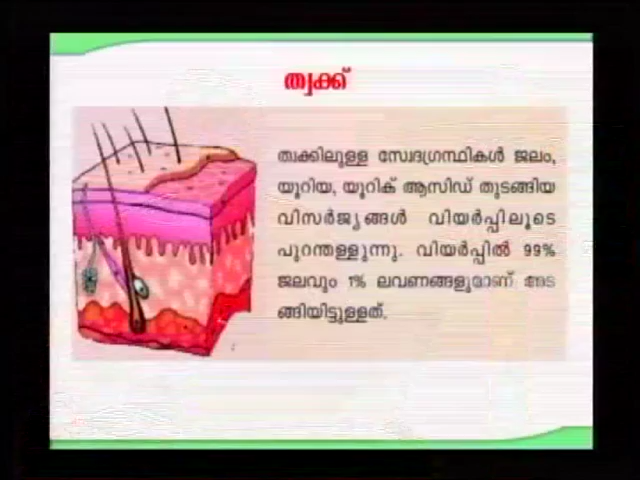 ത്വക്ക്
ത്വക്കിലുള്ള സ്വേദഗ്രന്ഥികൾ ജലം,
യൂറിയ, യൂറിക് ആസിഡ് തുടങ്ങിയ
വിസർജ്യങ്ങൾ വിയർപ്പിലൂടെ
പുറന്തള്ളുന്നു. വിയർപ്പിൽ 99%
ജലവും 1% ലവണങ്ങളുമാണ് അട
ങ്ങിയിട്ടുള്ളത്.